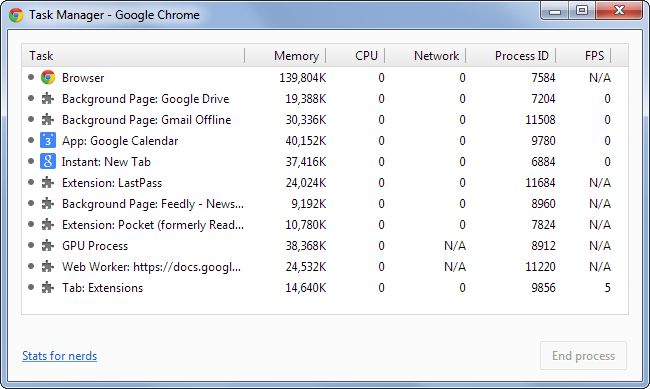 Task Manager - Google Chrome
Task Memory CPU Network Process ID FPS
Browser 139,804K 0 0 7584 N/A
Background Page: Google Drive 19,388K 0 0 7204 0
Background Page: Gmail Offline 30,336K 0 0 11508 0
3 App: Google Calendar 40,152K 0 0 9780 0
8 Instant: New Tab 37,416K 0 0 6884 0
Extension: LastPass 24,024K 0 0 11684 N/A
Background Page: Feedly - News... 9,192K 0 0 8960 N/A
Extension: Pocket (formerly Read... 10,780K 0 0 7824 N/A
GPU Process 38,368K 0 N/A 8912 N/A
Web Worker: https://docs.googl... 24,532K 0 N/A 11220 N/A
Tab: Extensions 14,640K 0 0 9856 5
Stats for nerds End process